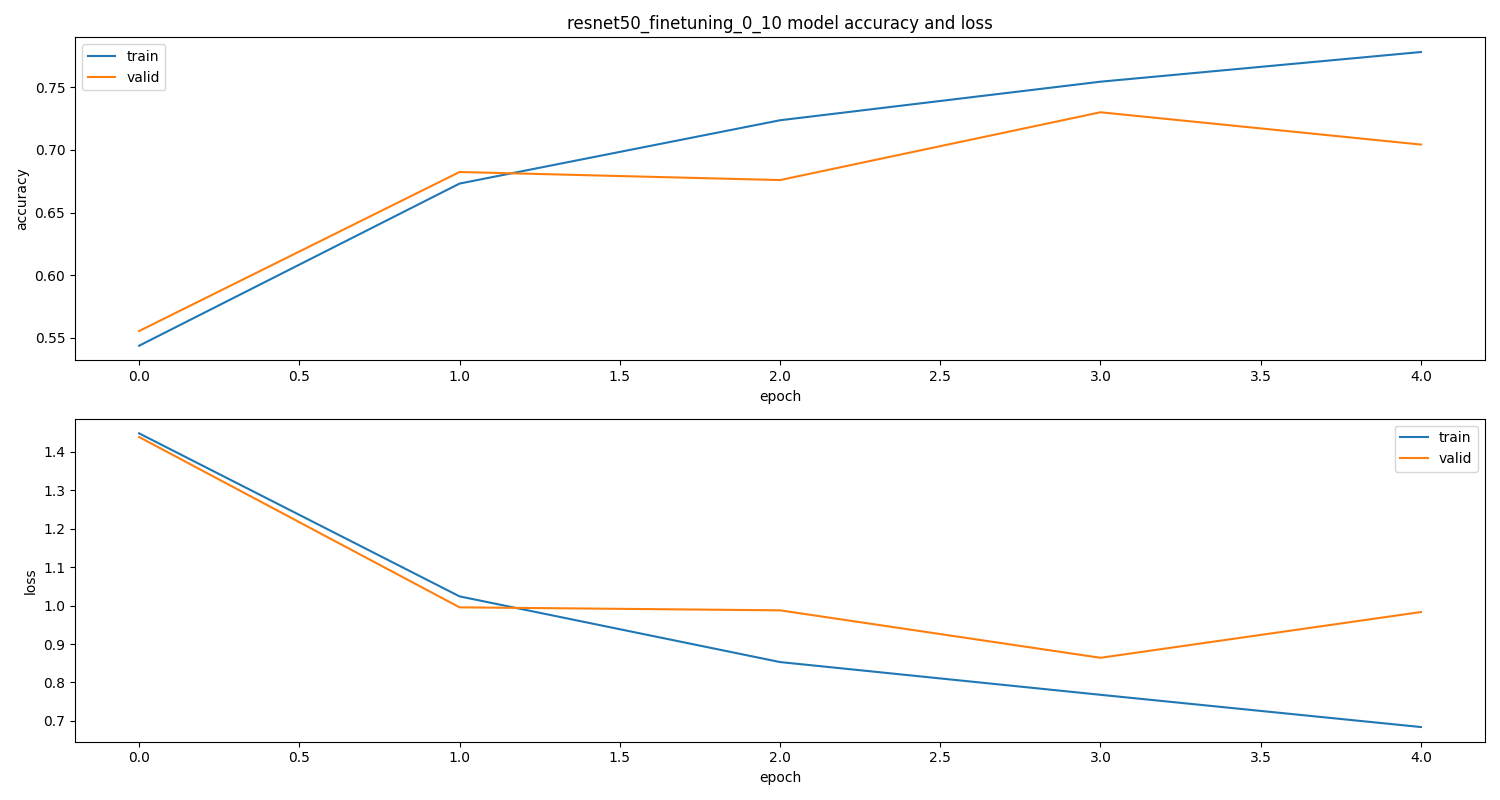 resnet50_finetuning_0_10 model accuracy and loss
train
valid
accuracy
0.75
0.70
0.65
0.60
0.55
0.0 0.5 1.0 1.5 2.0 2.5 3.0 3.5 4.0
epoch
train
valid
loss
1.4
1.3
1.2
1.1
1.0
0.9
0.8
0.7
0.0 0.5 1.0 1.5 2.0 2.5 3.0 3.5 4.0
epoch